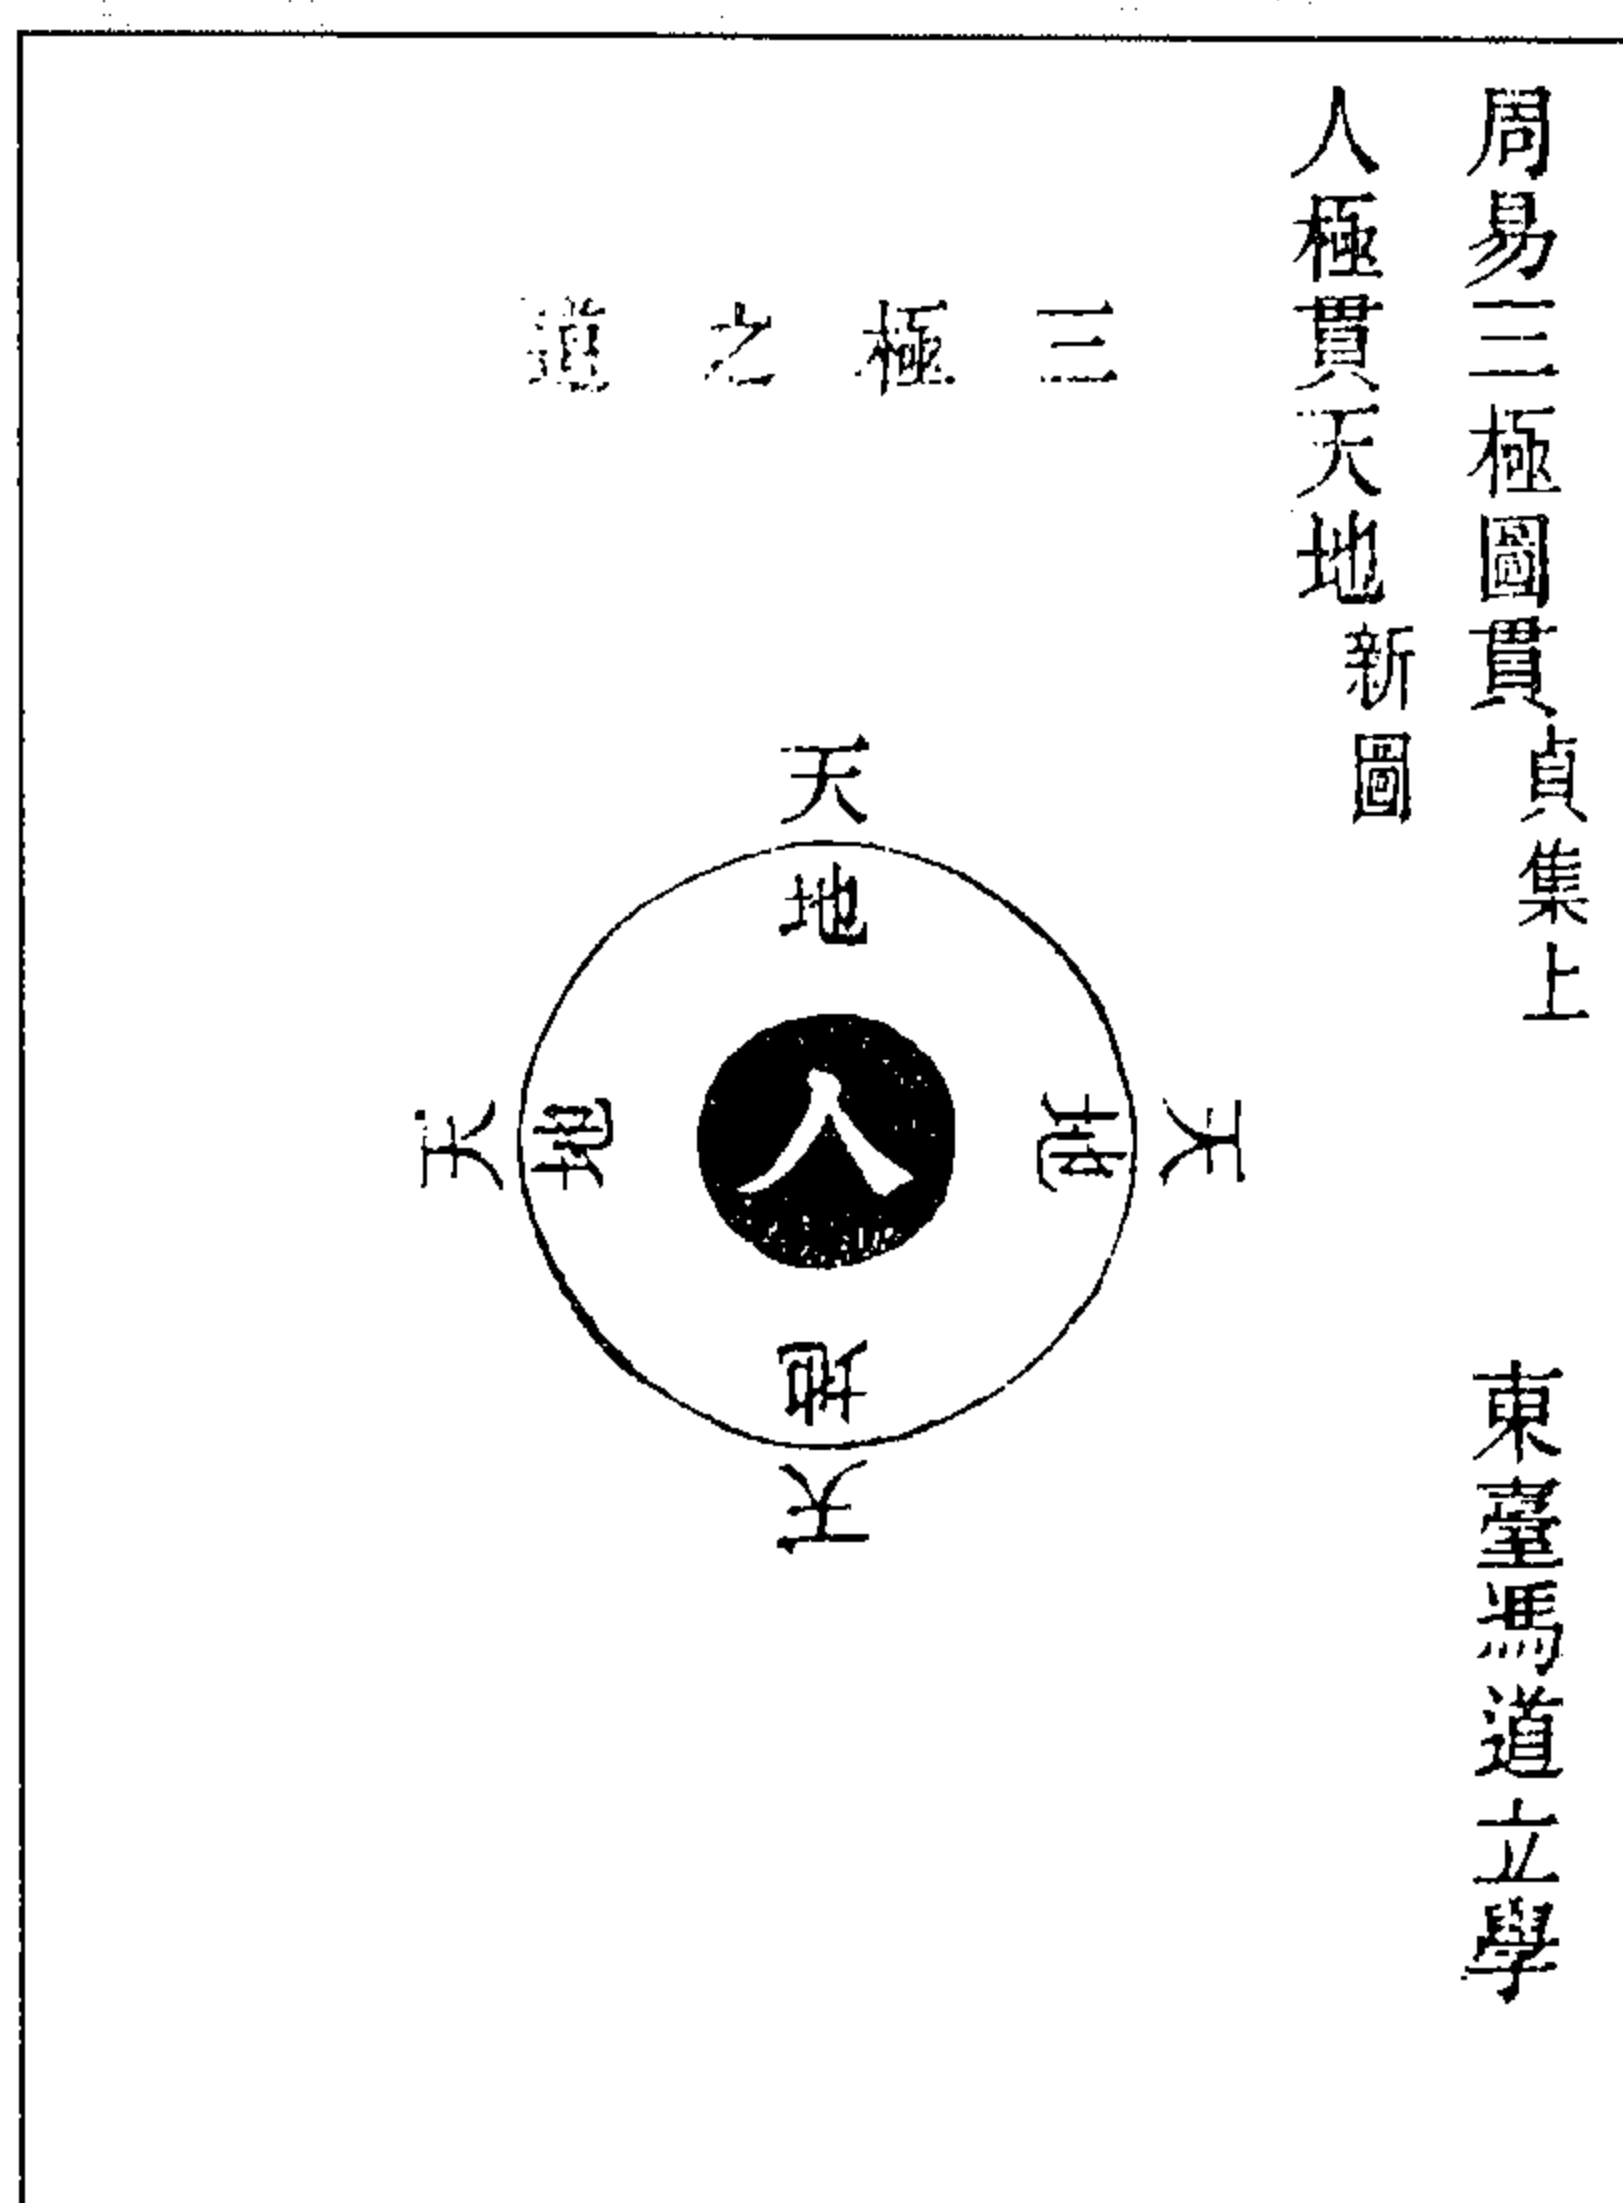 周易三極圖貫貞集上
東臺馮道立學
人極貫天地新圖
三極之道
天
地
天
地
人
地
天
地
天